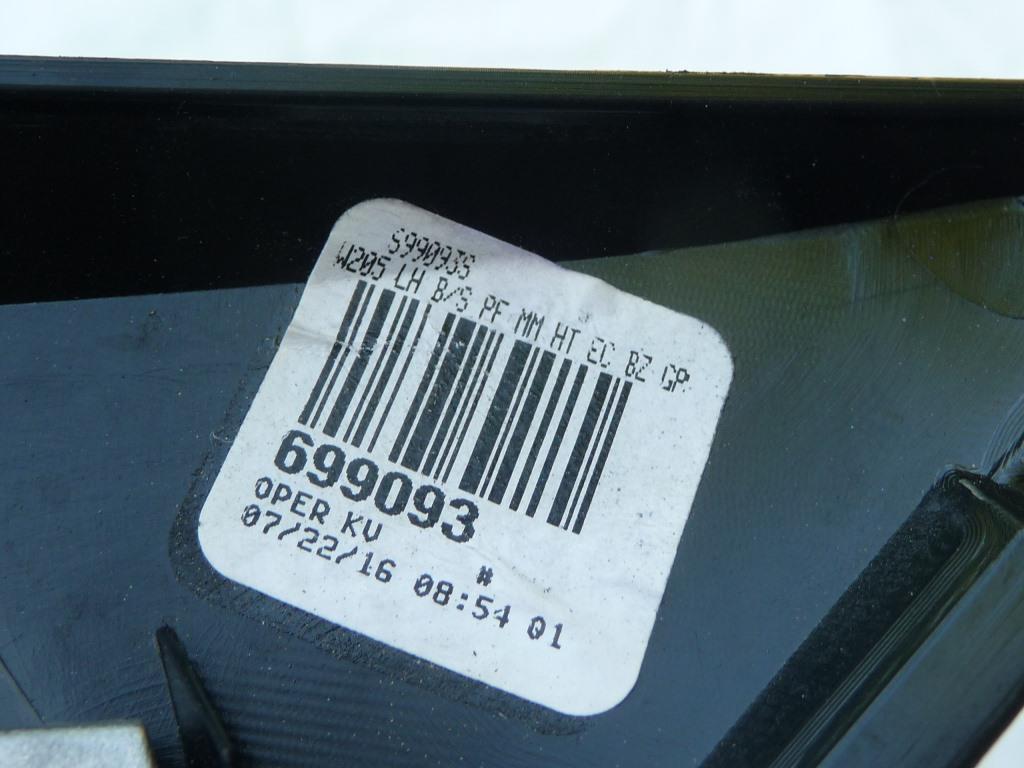 S99093S
W205 LH B/S PF MM HT EC BZ GP
699093
OPER KV #
07/22/16 08:54 01